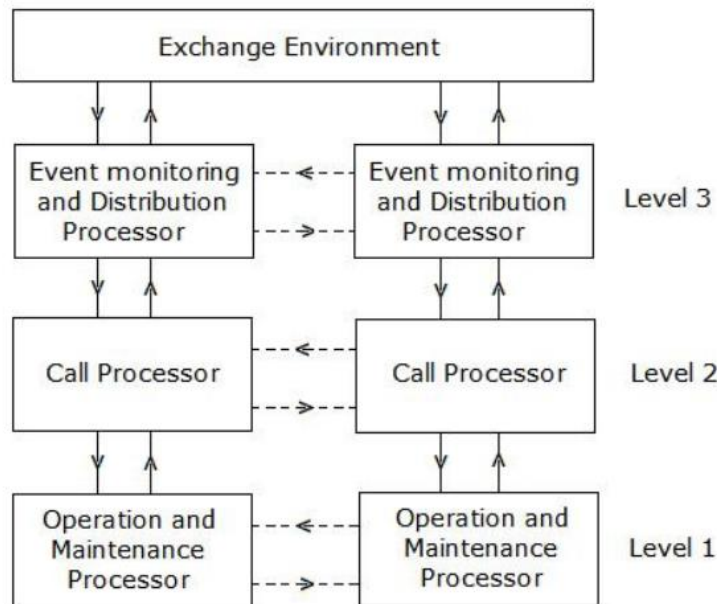 Exchange Environment
Event monitoring
and Distribution
Processor
Event monitoring
and Distribution
Processor
Level 3
Call Processor
Call Processor
Level 2
Operation and
Maintenance
Processor
Operation and
Maintenance
Processor
Level 1